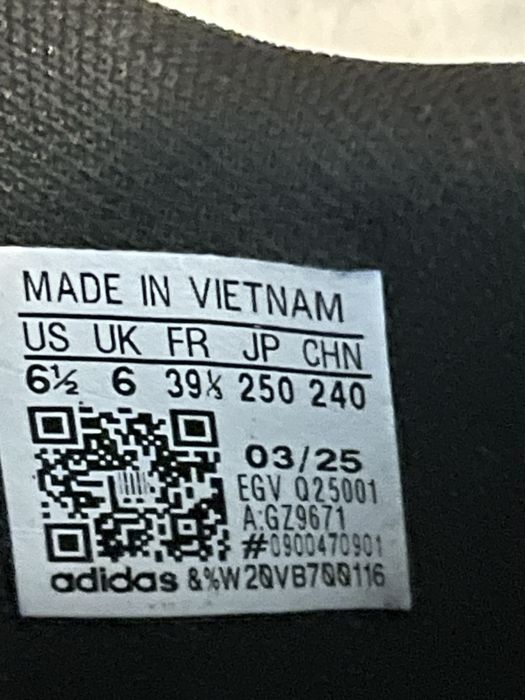 MADE IN VIETNAM
US UK FR JP CHN
6½ 6 39⅓ 250 240
03/25
EGV Q25001
A:GZ9671
#0900470901
adidas &%W2QVB7QQ116